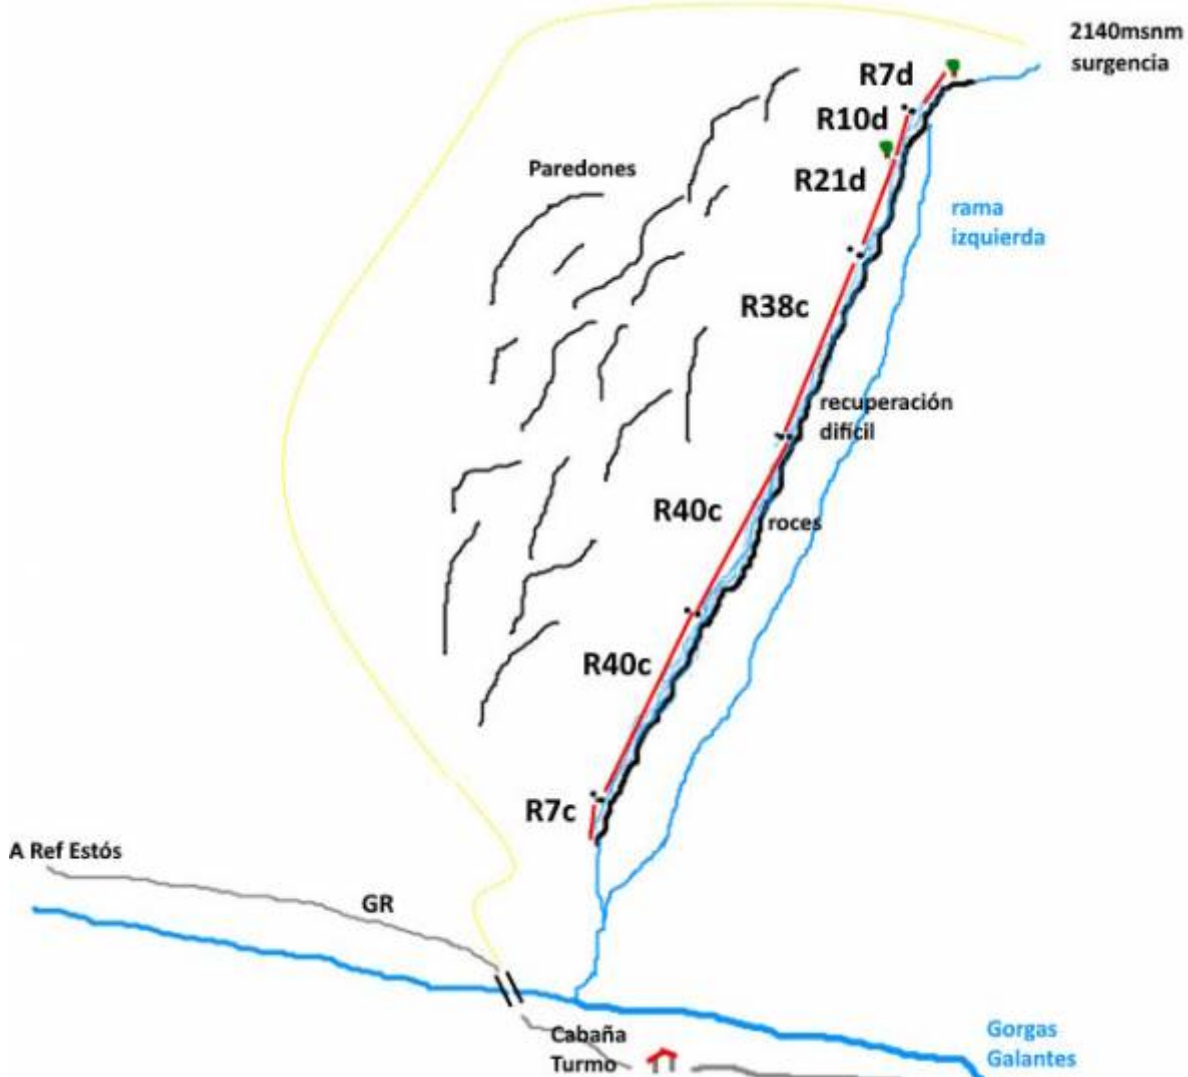 2140msnm
surgencia
R7d
R10d
Paredones
R21d
rama
izquierda
R38c
recuperación
difícil
R40c
roces
R40c
R7c
A Ref Estós
GR
Cabaña
Turmo
Gorgas
Galantes